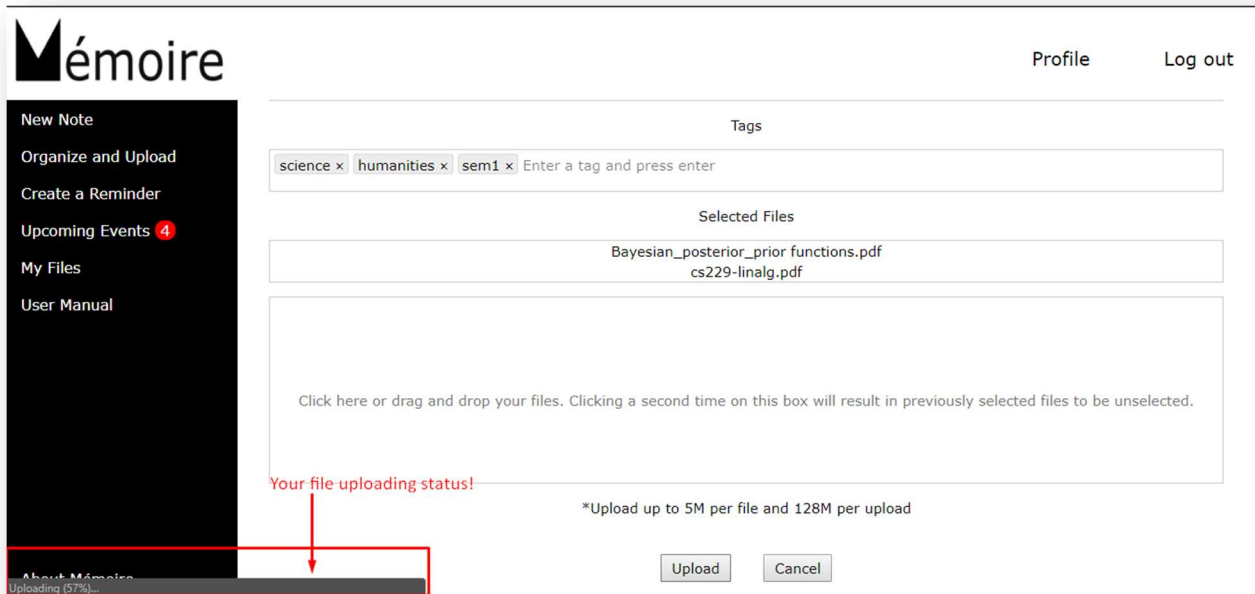 Mémoire
Profile
Log out
New Note
Organize and Upload
Create a Reminder
Upcoming Events 4
My Files
User Manual
Tags
science × humanities × sem1 × Enter a tag and press enter
Selected Files
Bayesian_posterior_prior functions.pdf
cs229-linalg.pdf
Click here or drag and drop your files. Clicking a second time on this box will result in previously selected files to be unselected.
Your file uploading status!
*Upload up to 5M per file and 128M per upload
Upload
Cancel
About Mémoire
Uploading (57%)...